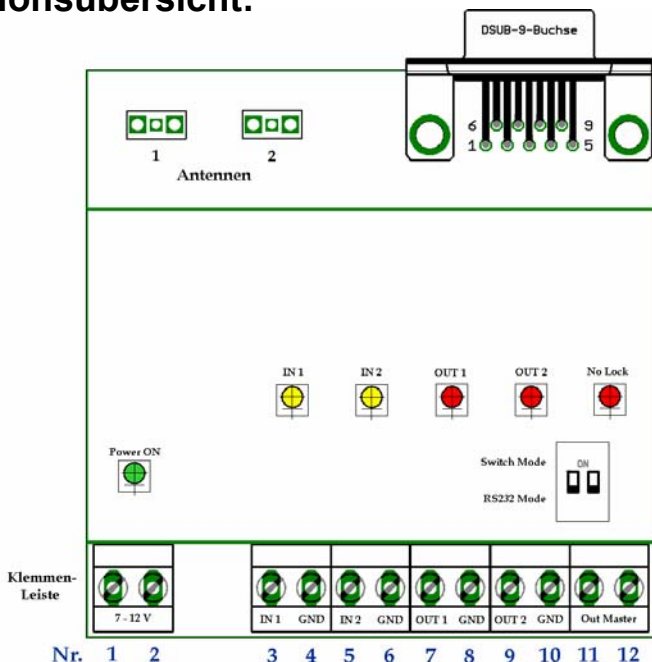 ionsübersicht:
DSUB-9-Buchse
6 9
1 5
1 2
Antennen
IN 1 IN 2 OUT 1 OUT 2 No Lock
Power ON
Switch Mode
ON
RS232 Mode
Klemmen-
Leiste
7 - 12 V IN 1 GND IN 2 GND OUT 1 GND OUT 2 GND Out Master
Nr. 1 2 3 4 5 6 7 8 9 10 11 12